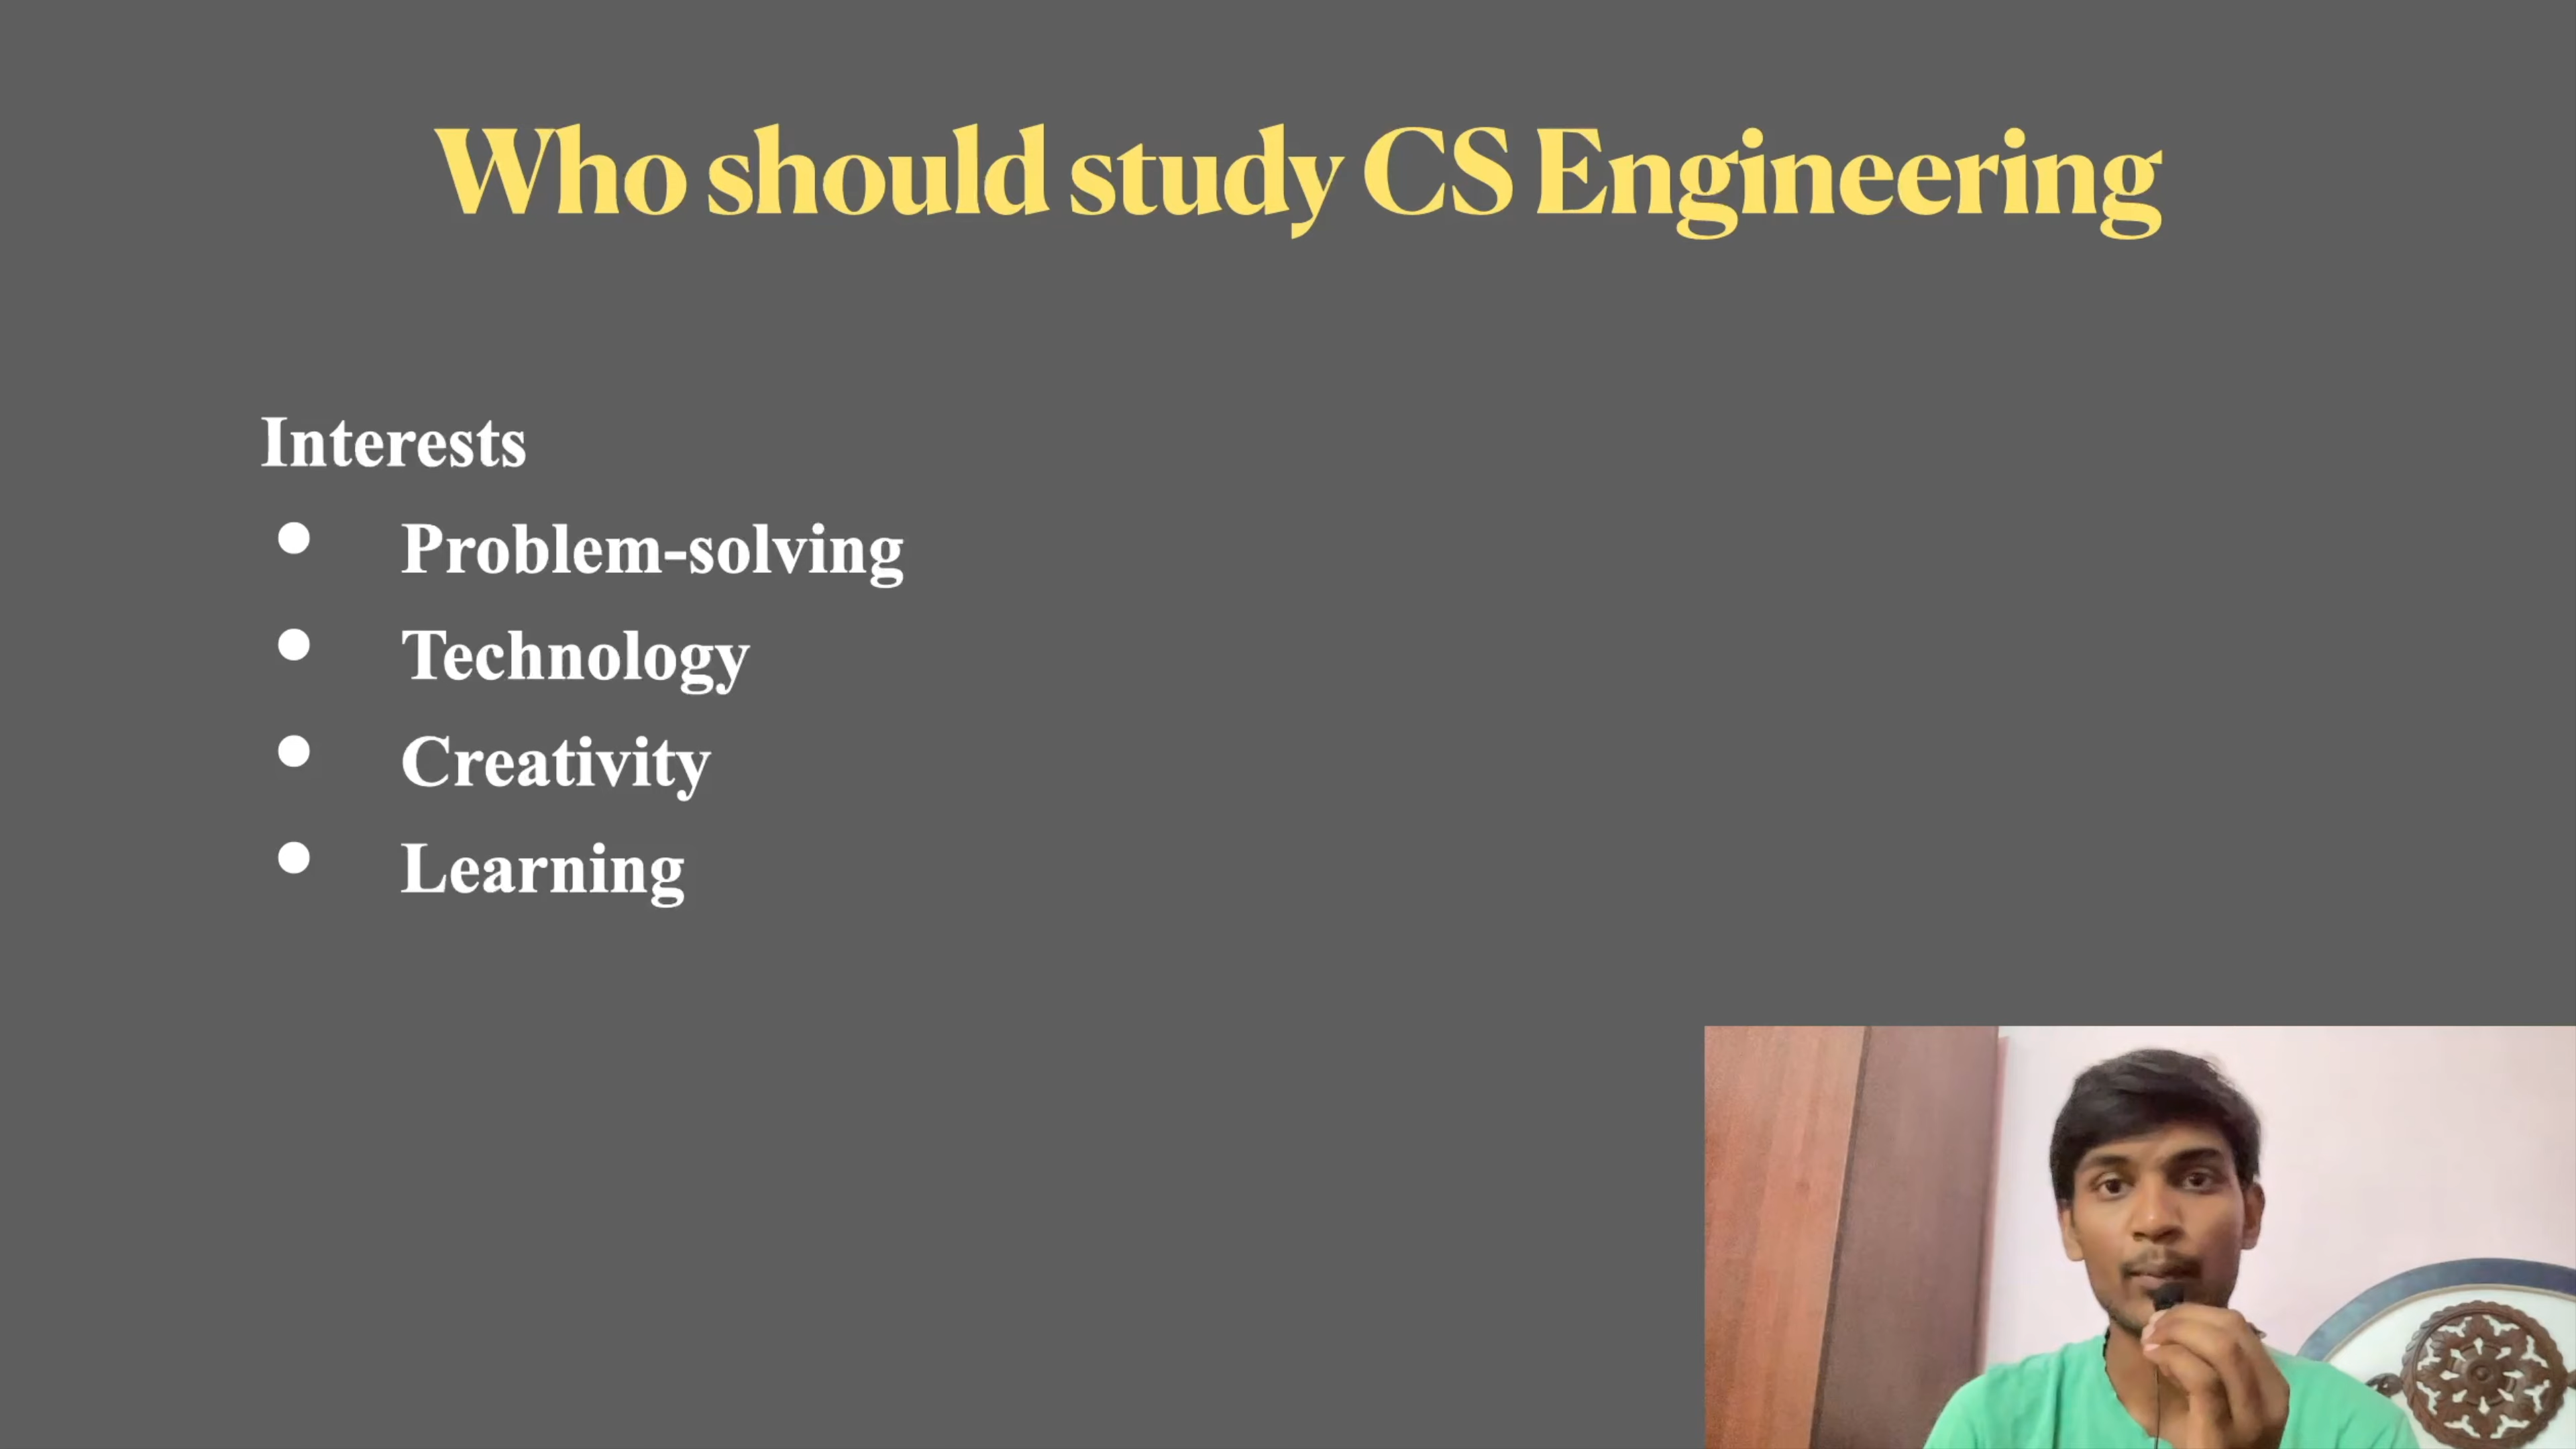 Who should study CS Engineering
Interests
● Problem-solving
● Technology
● Creativity
● Learning